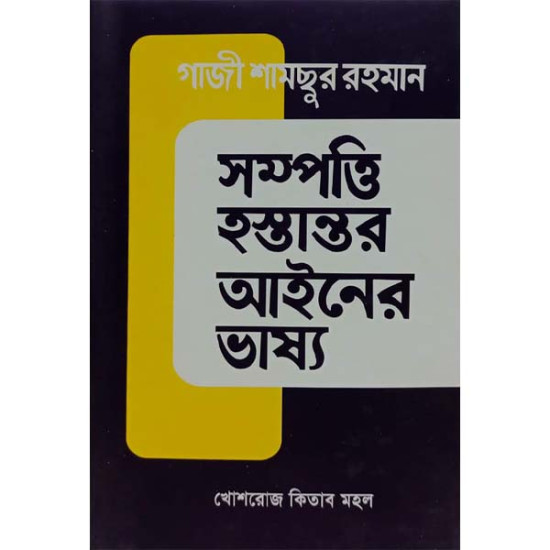 গাজী শামছুর রহমান
সম্পত্তি
হস্তান্তর
আইনের
ভাষ্য
খোশরোজ কিতাব মহল